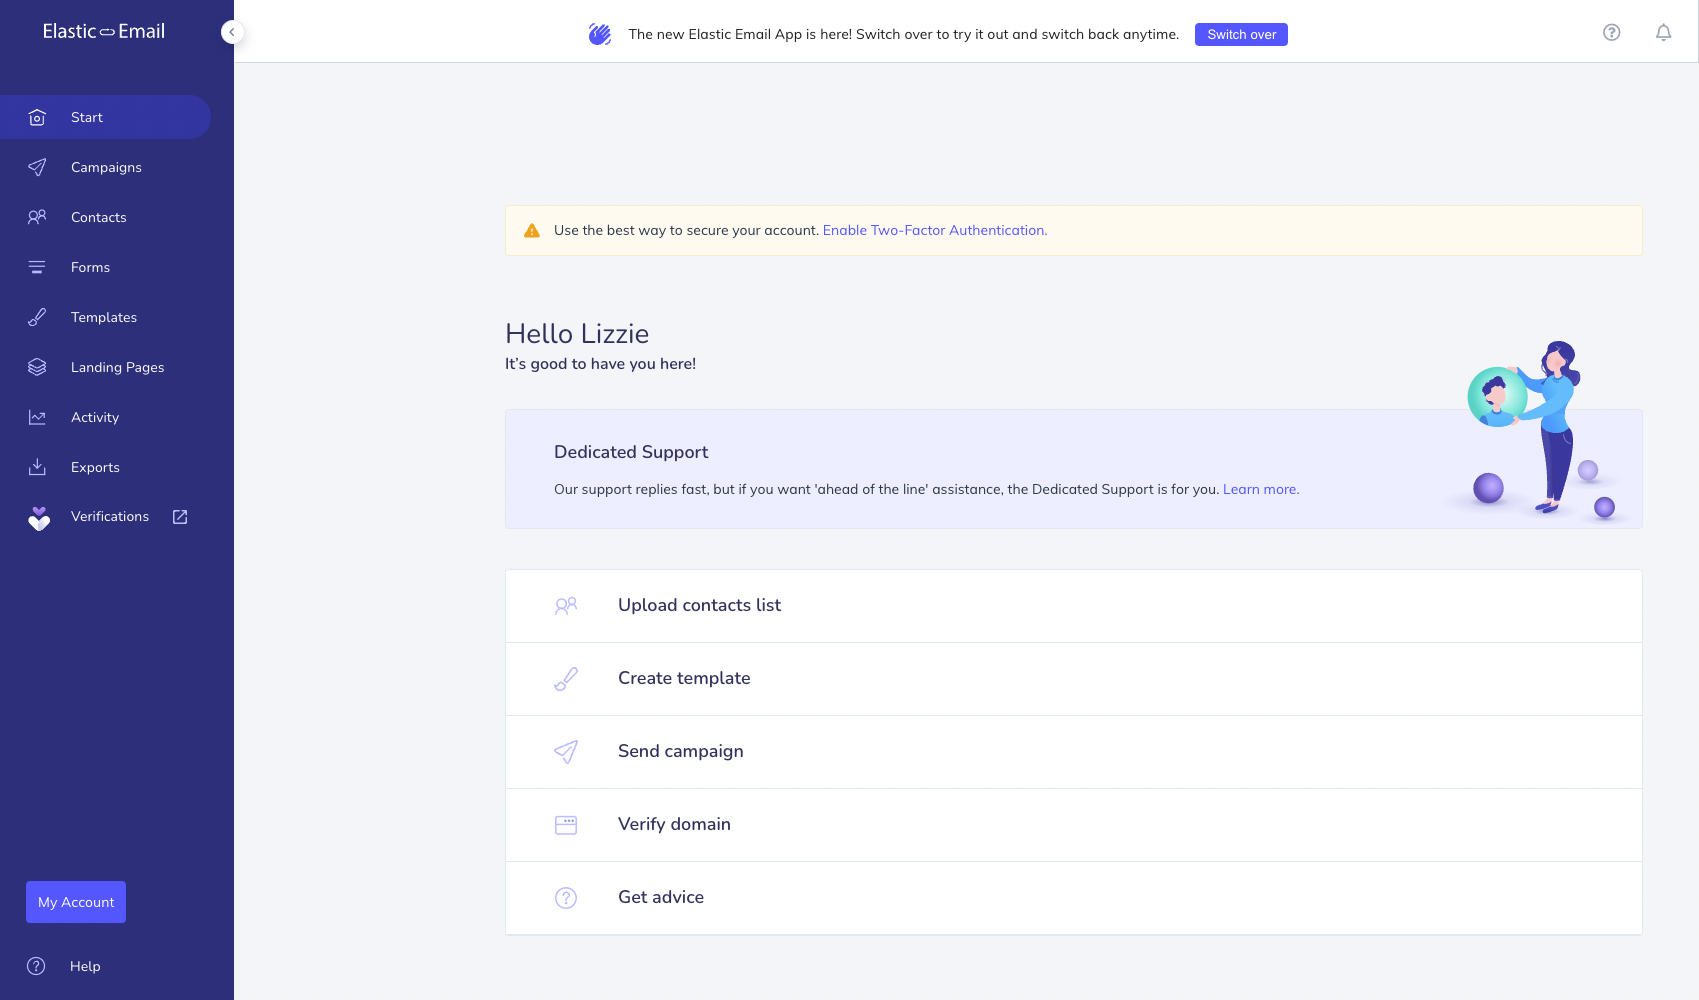 Elastic Email
The new Elastic Email App is here! Switch over to try it out and switch back anytime. Switch over
Start
Campaigns
Contacts
Forms
Templates
Landing Pages
Activity
Exports
Verifications
My Account
Help
Use the best way to secure your account. Enable Two-Factor Authentication.
Hello Lizzie
It's good to have you here!
Dedicated Support
Our support replies fast, but if you want 'ahead of the line' assistance, the Dedicated Support is for you. Learn more.
Upload contacts list
Create template
Send campaign
Verify domain
Get advice